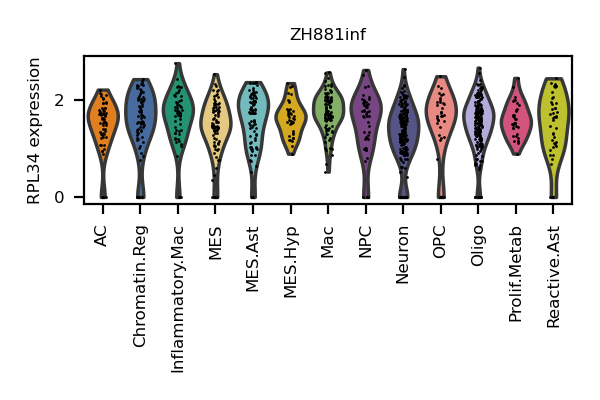 ZH881inf
RPL34 expression
2
0
AC
Chromatin.Reg
Inflammatory.Mac
MES
MES.Ast
MES.Hyp
Mac
NPC
Neuron
OPC
Oligo
Prolif.Metab
Reactive.Ast